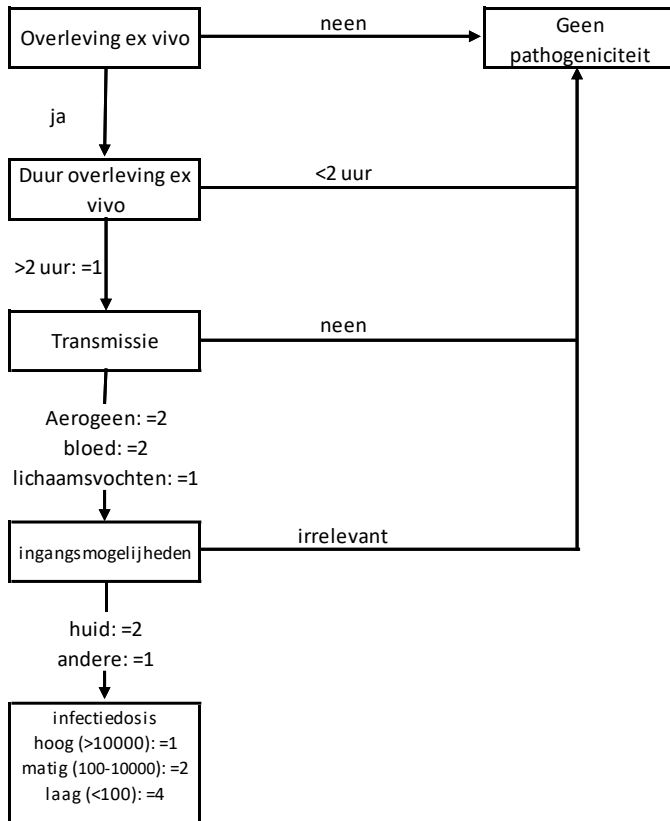 Overleving ex vivo
neen
Geen
pathogeniciteit
ja
Duur overleving ex
vivo
<2 uur
>2 uur: =1
Transmissie
neen
Aerogeen: =2
bloed: =2
lichaamsvochten: =1
ingangsmogelijheden
irrelevant
huid: =2
andere: =1
infectiedosis
hoog (>10000): =1
matig (100-10000): =2
laag (<100): =4